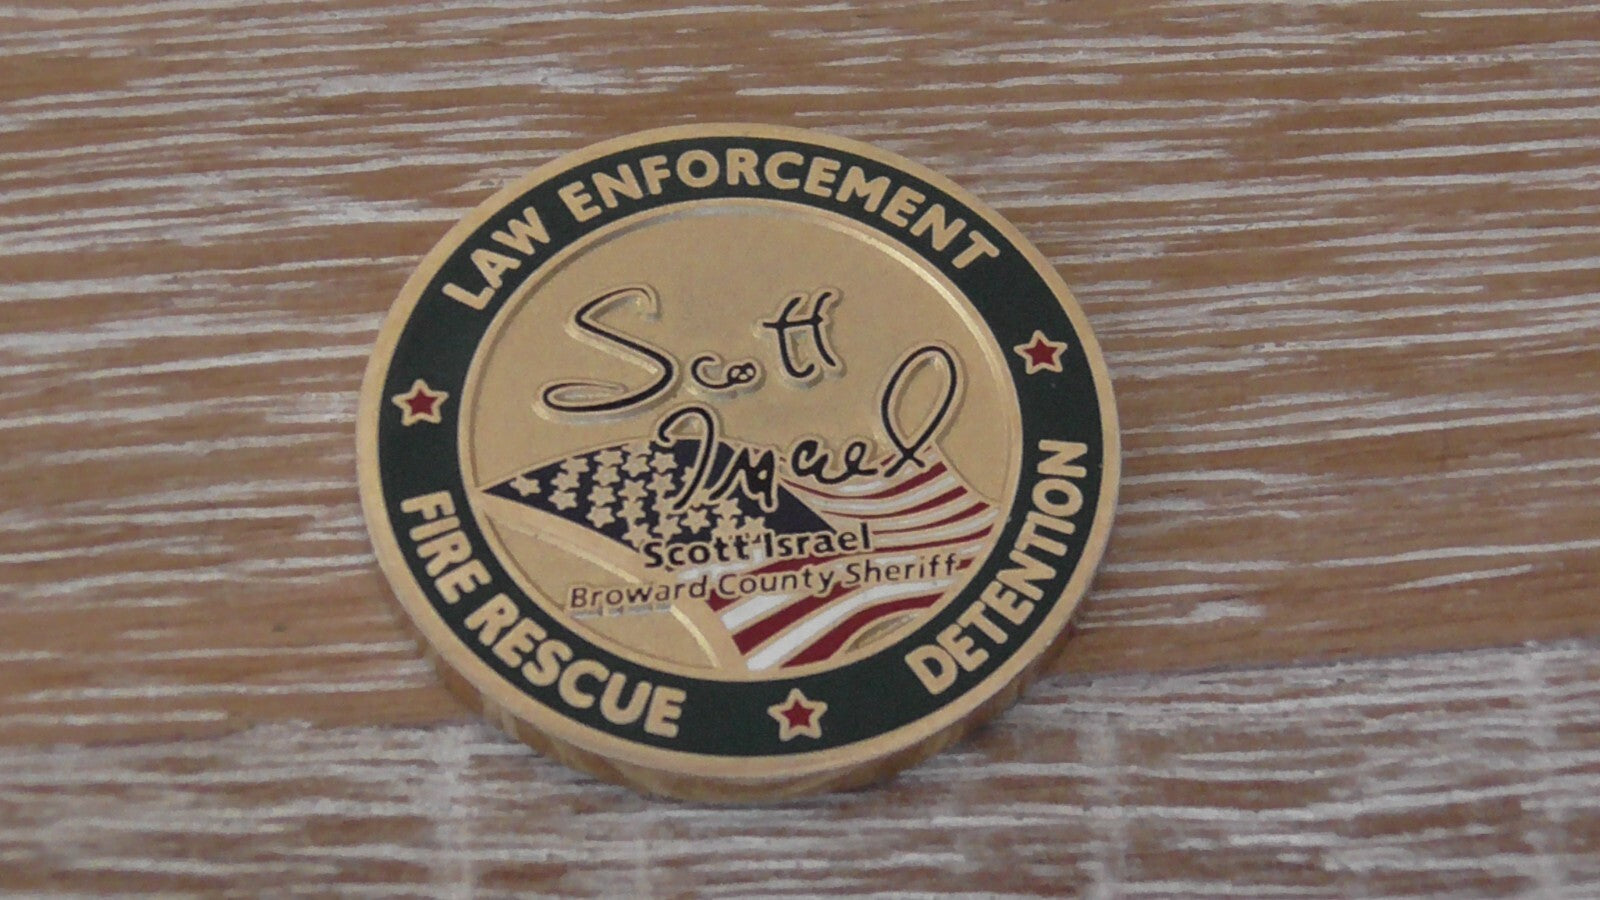 LAW ENFORCEMENT
Scott
Israel
Scott Israel
Broward County Sheriff
FIRE RESCUE
DETENTION